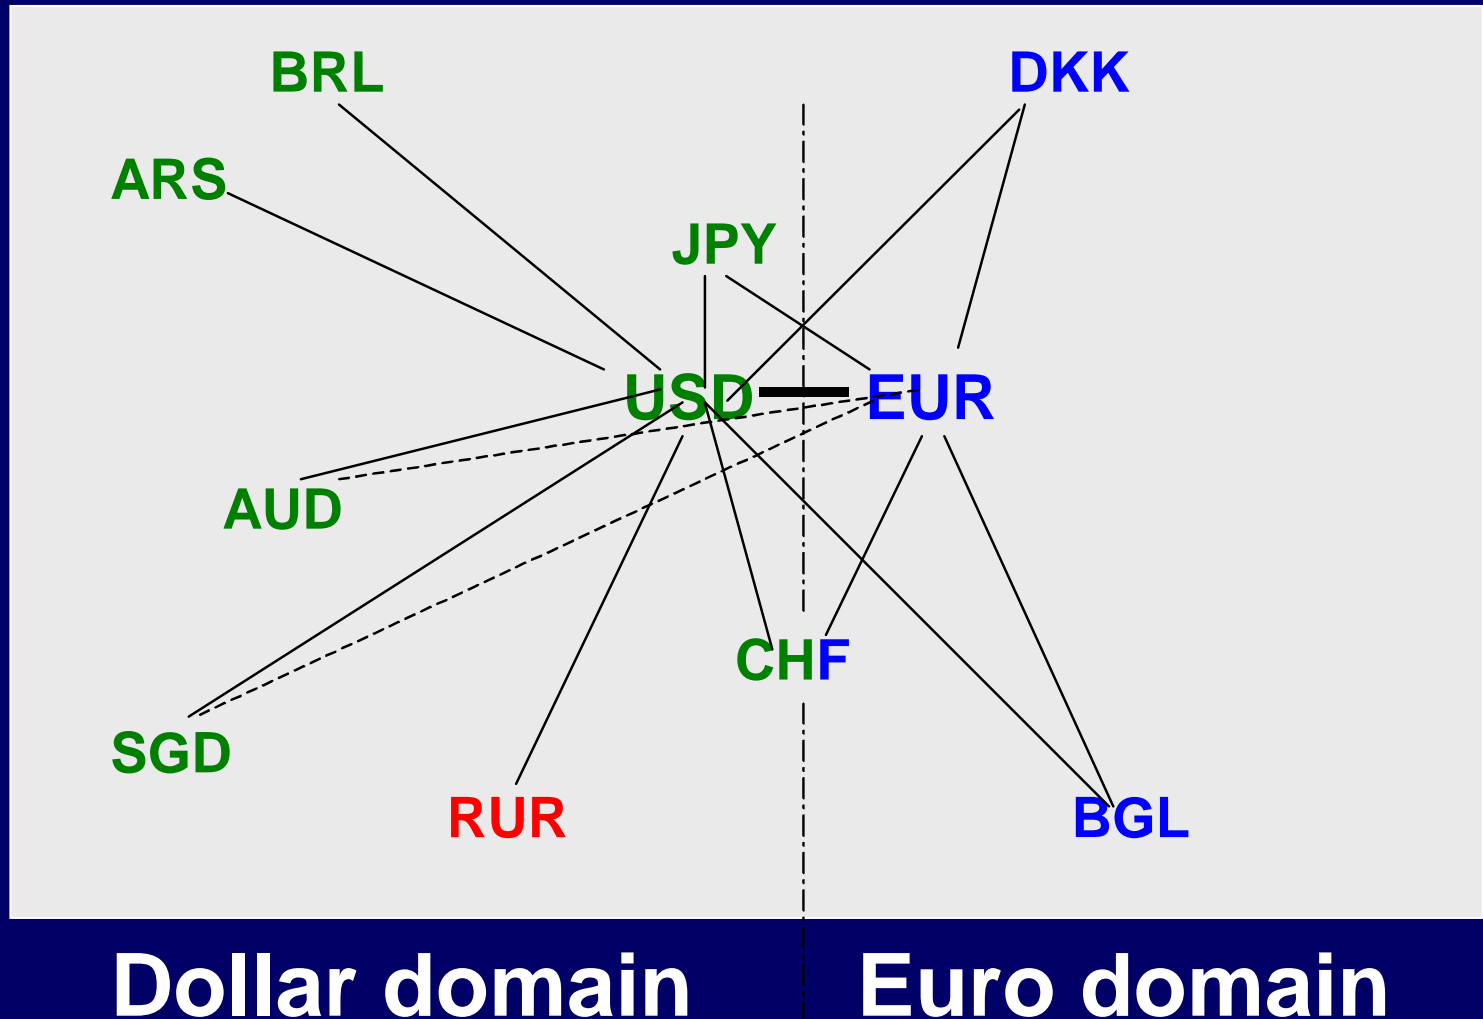 BRL
DKK
ARS
JPY
USD
EUR
AUD
CHF
SGD
RUR
BGL
Dollar domain
Euro domain